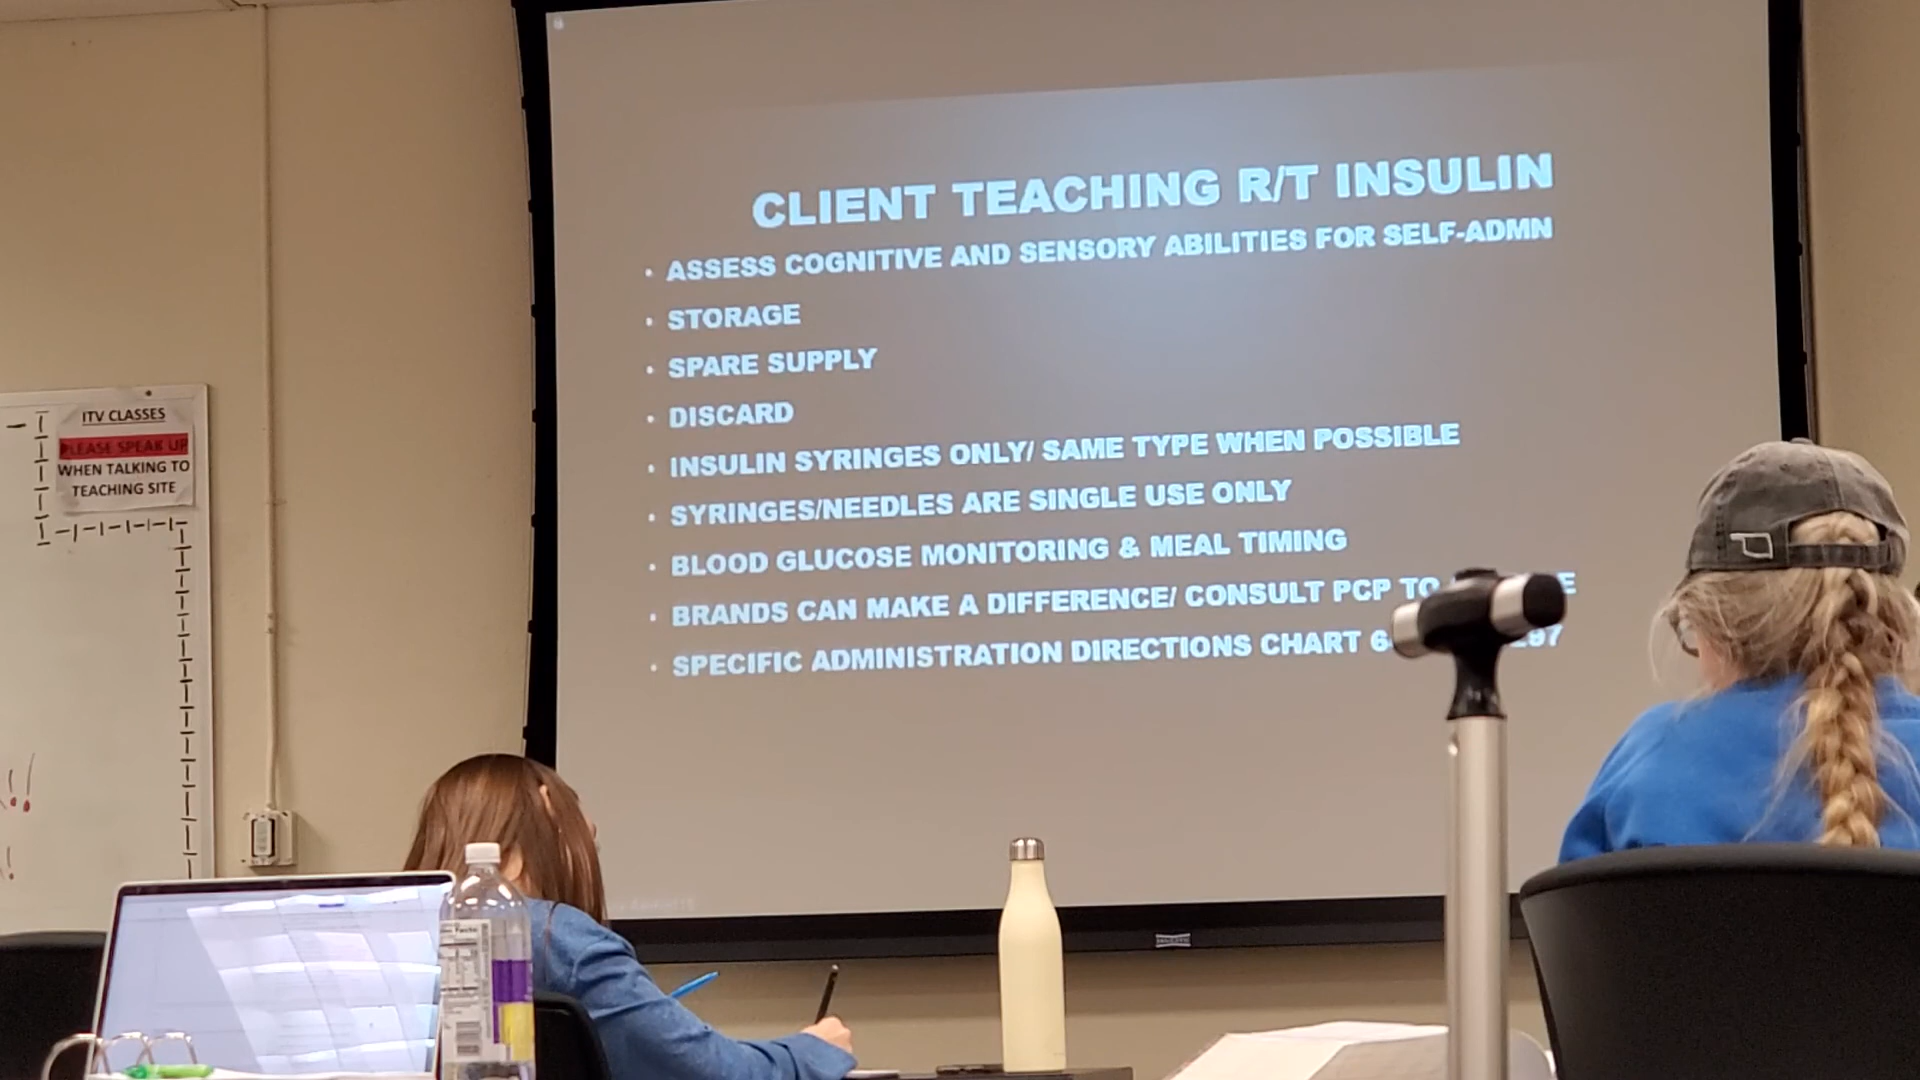 CLIENT TEACHING R/T INSULIN
• ASSESS COGNITIVE AND SENSORY ABILITIES FOR SELF-ADMN
• STORAGE
• SPARE SUPPLY
• DISCARD
• INSULIN SYRINGES ONLY/ SAME TYPE WHEN POSSIBLE
• SYRINGES/NEEDLES ARE SINGLE USE ONLY
• BLOOD GLUCOSE MONITORING & MEAL TIMING
• BRANDS CAN MAKE A DIFFERENCE/ CONSULT PCP TO
• SPECIFIC ADMINISTRATION DIRECTIONS CHART
ITV CLASSES
PLEASE SPEAK UP
WHEN TALKING TO
TEACHING SITE